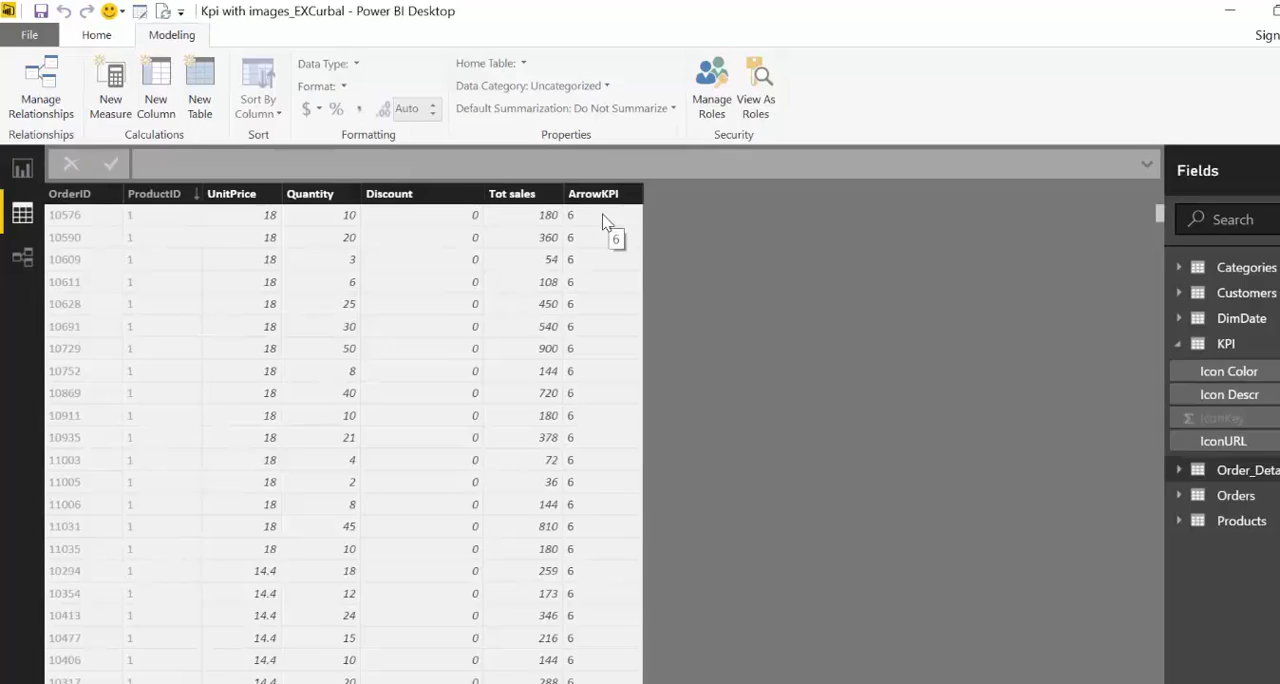 Kpi with images_EXCurbal - Power BI Desktop
File Home Modeling Sign
Manage Relationships
New Measure
New Column
New Table
Sort By Column
Data Type:
Format:
$ % , Auto
Home Table:
Data Category: Uncategorized
Default Summarization: Do Not Summarize
Manage Roles
View As Roles
Relationships Calculations Sort Formatting Properties Security
OrderID ProductID UnitPrice Quantity Discount Tot sales ArrowKPI
10576 1 18 10 0 180 6
6
10590 1 18 20 0 360 6
10609 1 18 3 0 54 6
10611 1 18 6 0 108 6
10628 1 18 25 0 450 6
10691 1 18 30 0 540 6
10729 1 18 50 0 900 6
10752 1 18 8 0 144 6
10869 1 18 40 0 720 6
10911 1 18 10 0 180 6
10935 1 18 21 0 378 6
11003 1 18 4 0 72 6
11005 1 18 2 0 36 6
11006 1 18 8 0 144 6
11031 1 18 45 0 810 6
11035 1 18 10 0 180 6
10294 1 14.4 18 0 259 6
10354 1 14.4 12 0 173 6
10413 1 14.4 24 0 346 6
10477 1 14.4 15 0 216 6
10406 1 14.4 10 0 144 6
10317 1 14.4 20 0 288 6
Fields
Search
Categories
Customers
DimDate
KPI
Icon Color
Icon Descr
Σ IconKey
IconURL
Order_Deta
Orders
Products